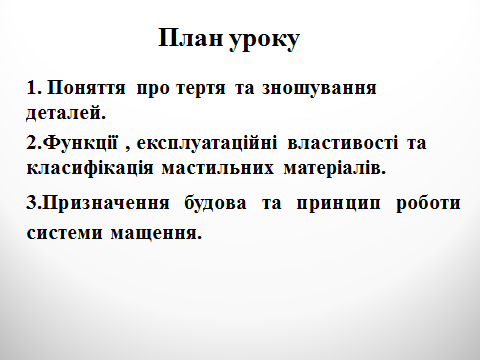 План уроку
1. Поняття про тертя та зношування
деталей.
2.Функції , експлуатаційні властивості та
класифікація мастильних матеріалів.
3.Призначення будова та принцип роботи
системи мащення.